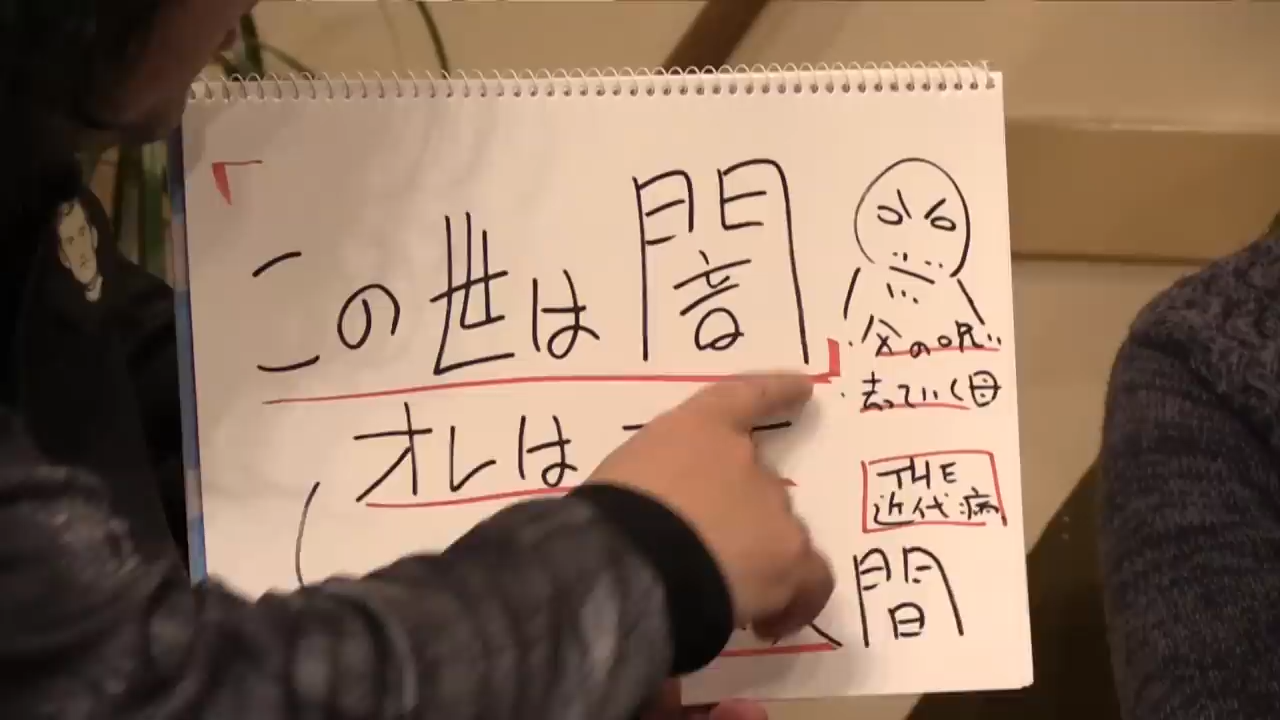 「この世は闇」
オレは
父の呪い
去っていく母
THE
近代病
間